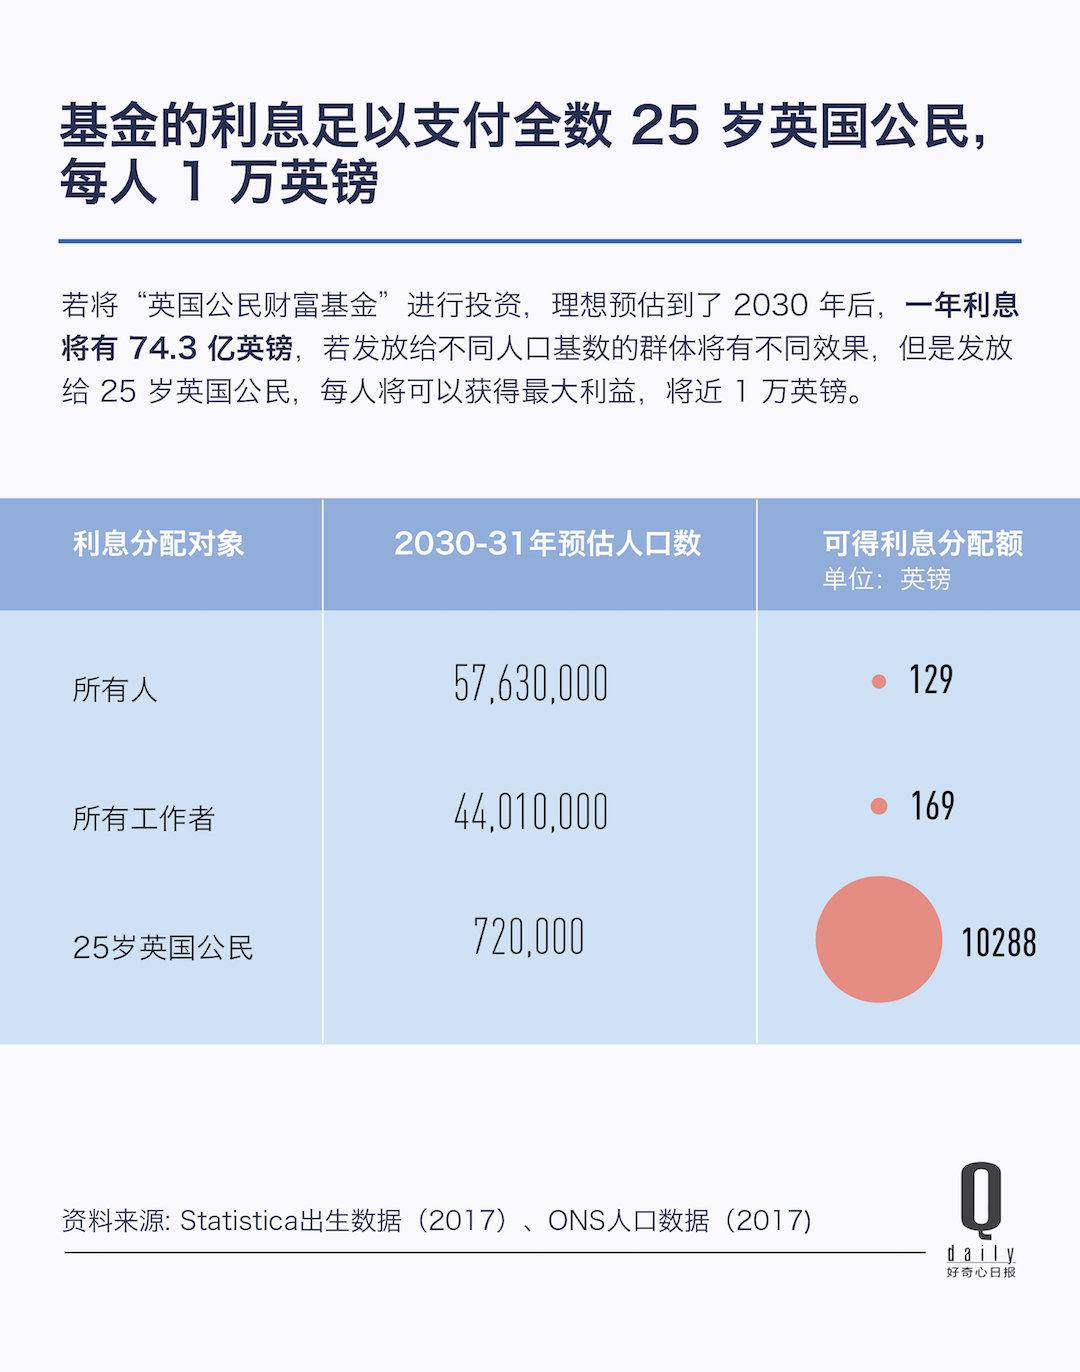 基金的利息足以支付全数 25 岁英国公民，
每人 1 万英镑
若将“英国公民财富基金”进行投资，理想预估到了 2030 年后，一年利息
将有 74.3 亿英镑，若发放给不同人口基数的群体将有不同效果，但是发放
给 25 岁英国公民，每人将可以获得最大利益，将近 1 万英镑。
利息分配对象 2030-31年预估人口数 可得利息分配额
单位：英镑
所有人 57,630,000 129
所有工作者 44,010,000 169
25岁英国公民 720,000 10288
资料来源: Statistica出生数据（2017）、ONS人口数据（2017)
Q
daily
好奇心日报